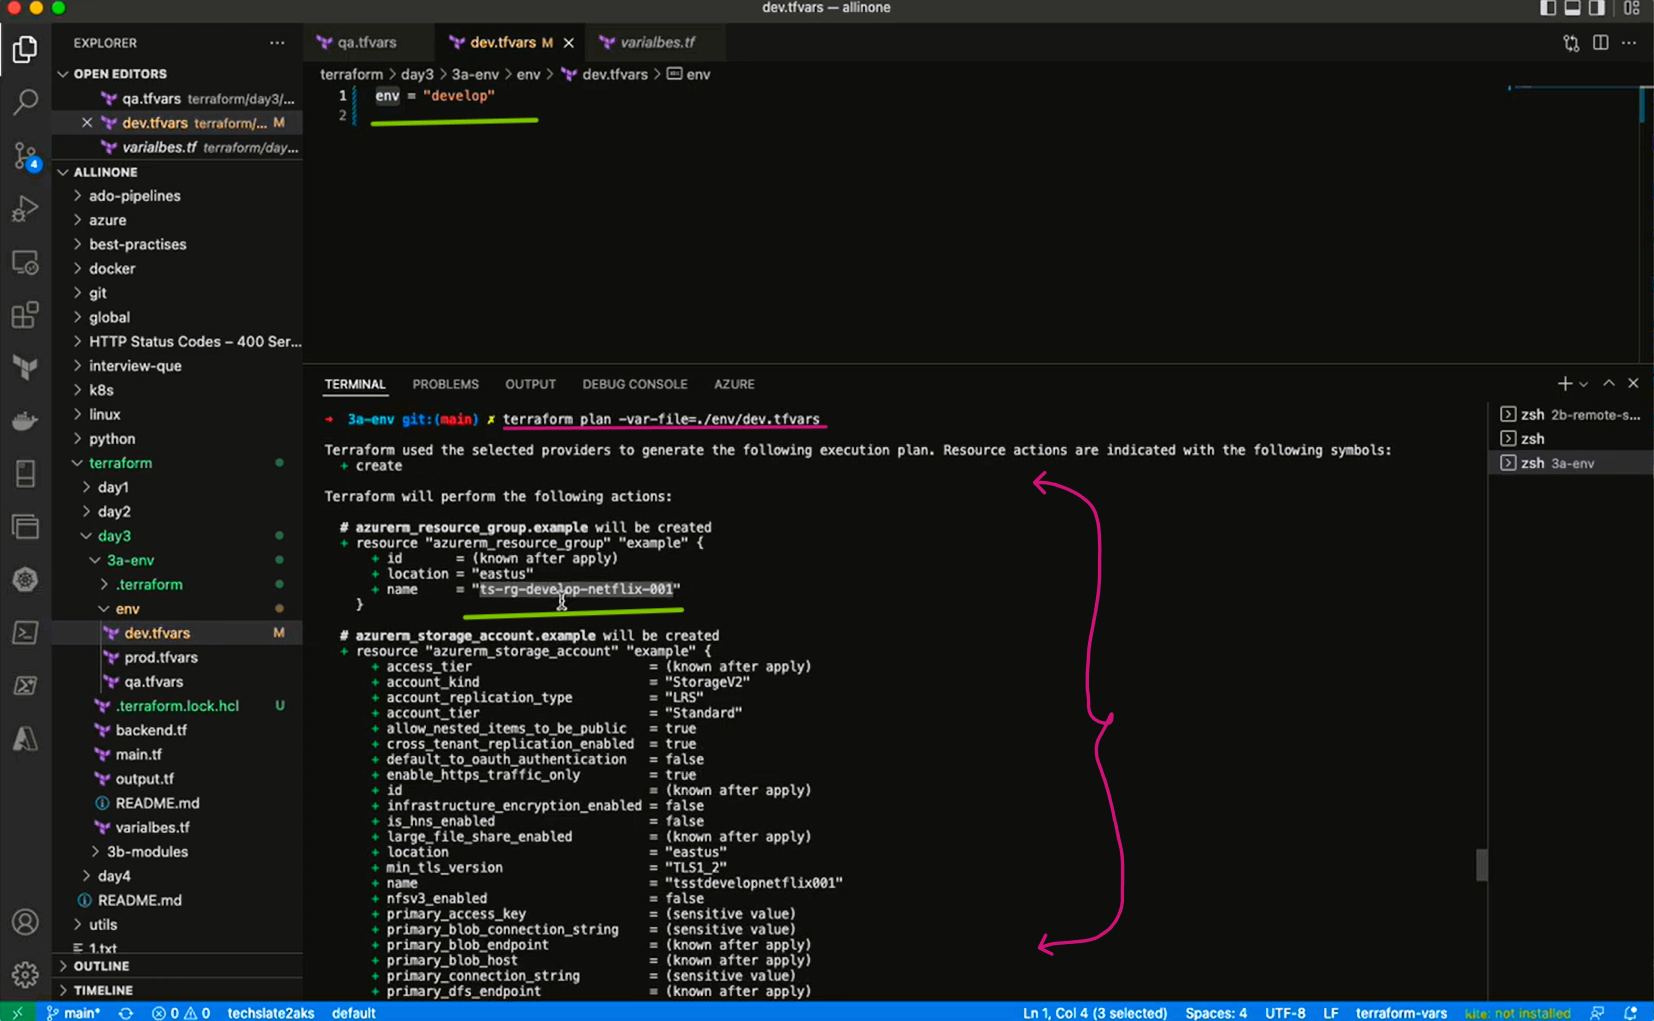 dev.tfvars — allinone
EXPLORER
OPEN EDITORS
qa.tfvars terraform/day3/...
dev.tfvars terraform/... M
varialbes.tf terraform/day...
ALLINONE
ado-pipelines
azure
best-practises
docker
git
global
HTTP Status Codes – 400 Ser...
interview-que
k8s
linux
python
terraform
day1
day2
day3
3a-env
.terraform
env
dev.tfvars M
prod.tfvars
qa.tfvars
.terraform.lock.hcl U
backend.tf
main.tf
output.tf
README.md
varialbes.tf
3b-modules
day4
README.md
utils
1.txt
OUTLINE
TIMELINE
4
qa.tfvars
dev.tfvars M
varialbes.tf
terraform > day3 > 3a-env > env > dev.tfvars > env
1 env = "develop"
2
TERMINAL PROBLEMS OUTPUT DEBUG CONSOLE AZURE
→ 3a-env git:(main) ✗ terraform plan -var-file=./env/dev.tfvars
Terraform used the selected providers to generate the following execution plan. Resource actions are indicated with the following symbols:
+ create
Terraform will perform the following actions:
# azurerm_resource_group.example will be created
+ resource "azurerm_resource_group" "example" {
+ id = (known after apply)
+ location = "eastus"
+ name = "ts-rg-develop-netflix-001"
}
# azurerm_storage_account.example will be created
+ resource "azurerm_storage_account" "example" {
+ access_tier = (known after apply)
+ account_kind = "StorageV2"
+ account_replication_type = "LRS"
+ account_tier = "Standard"
+ allow_nested_items_to_be_public = true
+ cross_tenant_replication_enabled = true
+ default_to_oauth_authentication = false
+ enable_https_traffic_only = true
+ id = (known after apply)
+ infrastructure_encryption_enabled = false
+ is_hns_enabled = false
+ large_file_share_enabled = (known after apply)
+ location = "eastus"
+ min_tls_version = "TLS1_2"
+ name = "tsstdevelopnetflix001"
+ nfsv3_enabled = false
+ primary_access_key = (sensitive value)
+ primary_blob_connection_string = (sensitive value)
+ primary_blob_endpoint = (known after apply)
+ primary_blob_host = (known after apply)
+ primary_connection_string = (sensitive value)
+ primary_dfs_endpoint = (known after apply)
zsh 2b-remote-s...
zsh
zsh 3a-env
main* 0 0 techslate2aks default
Ln 1, Col 4 (3 selected) Spaces: 4 UTF-8 LF terraform-vars kite: not installed